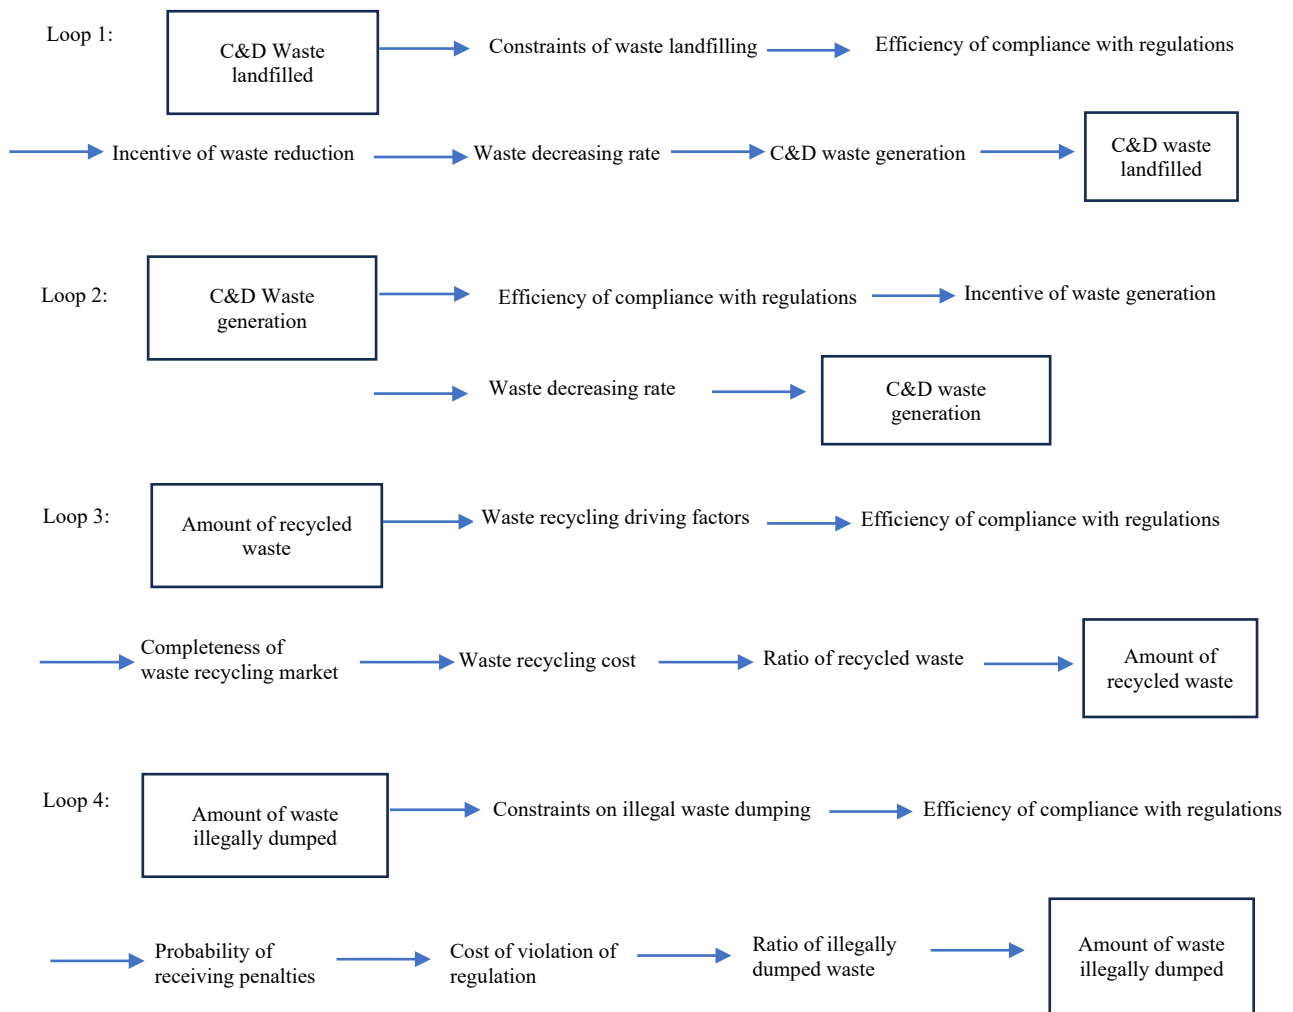 Loop 1:
C&D Waste
landfilled
Constraints of waste landfilling
Efficiency of compliance with regulations
Incentive of waste reduction
Waste decreasing rate
C&D waste generation
C&D waste
landfilled
Loop 2:
C&D Waste
generation
Efficiency of compliance with regulations
Incentive of waste generation
Waste decreasing rate
C&D waste
generation
Loop 3:
Amount of recycled
waste
Waste recycling driving factors
Efficiency of compliance with regulations
Completeness of
waste recycling market
Waste recycling cost
Ratio of recycled waste
Amount of
recycled waste
Loop 4:
Amount of waste
illegally dumped
Constraints on illegal waste dumping
Efficiency of compliance with regulations
Probability of
receiving penalties
Cost of violation of
regulation
Ratio of illegally
dumped waste
Amount of waste
illegally dumped